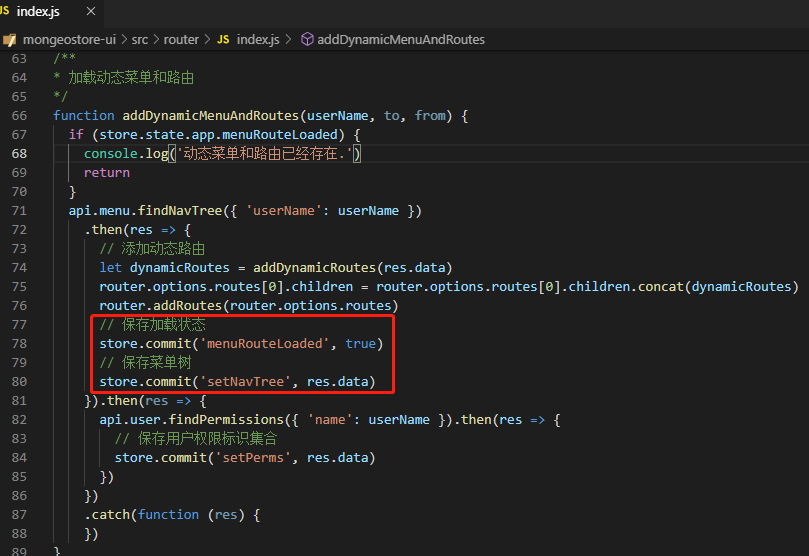 JS index.js ×
mongeostore-ui > src > router > JS index.js > addDynamicMenuAndRoutes
63 /**
64 * 加载动态菜单和路由
65 */
66 function addDynamicMenuAndRoutes(userName, to, from) {
67 if (store.state.app.menuRouteLoaded) {
68 console.log('动态菜单和路由已经存在.')
69 return
70 }
71 api.menu.findNavTree({ 'userName': userName })
72 .then(res => {
73 // 添加动态路由
74 let dynamicRoutes = addDynamicRoutes(res.data)
75 router.options.routes[0].children = router.options.routes[0].children.concat(dynamicRoutes)
76 router.addRoutes(router.options.routes)
77 // 保存加载状态
78 store.commit('menuRouteLoaded', true)
79 // 保存菜单树
80 store.commit('setNavTree', res.data)
81 }).then(res => {
82 api.user.findPermissions({ 'name': userName }).then(res => {
83 // 保存用户权限标识集合
84 store.commit('setPerms', res.data)
85 })
86 })
87 .catch(function (res) {
88 })
89 }